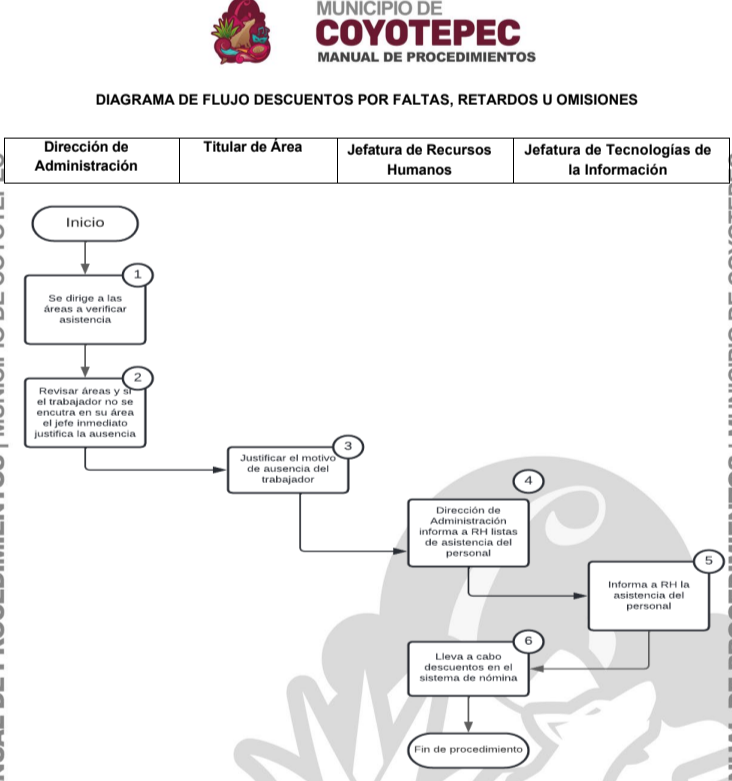 MUNICIPIO DE
COYOTEPEC
MANUAL DE PROCEDIMIENTOS
DIAGRAMA DE FLUJO DESCUENTOS POR FALTAS, RETARDOS U OMISIONES
Dirección de
Administración
Titular de Área
Jefatura de Recursos
Humanos
Jefatura de Tecnologías de
la Información
Inicio
1
Se dirige a las
áreas a verificar
asistencia
2
Revisar áreas y si
el trabajador no se
encutra en su área
el jefe inmediato
justifica la ausencia
3
Justificar el motivo
de ausencia del
trabajador
4
Dirección de
Administración
informa a RH listas
de asistencia del
personal
5
Informa a RH la
asistencia del
personal
6
Lleva a cabo
descuentos en el
sistema de nómina
Fin de procedimiento